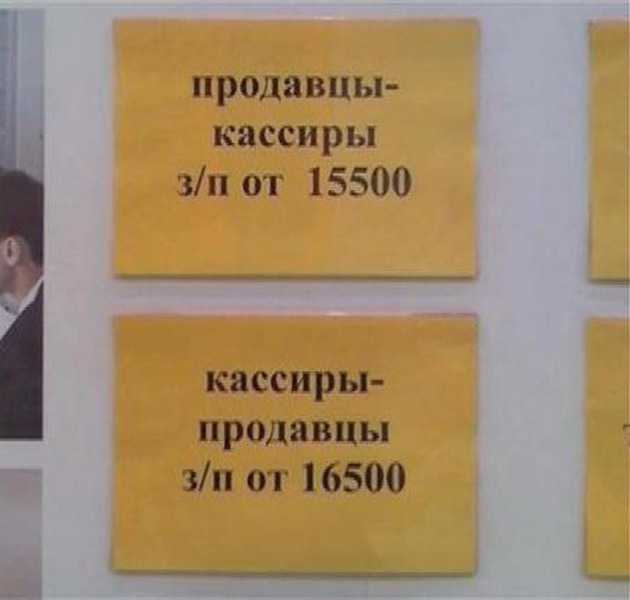 продавцы-
кассиры
з/п от 15500
кассиры-
продавцы
з/п от 16500